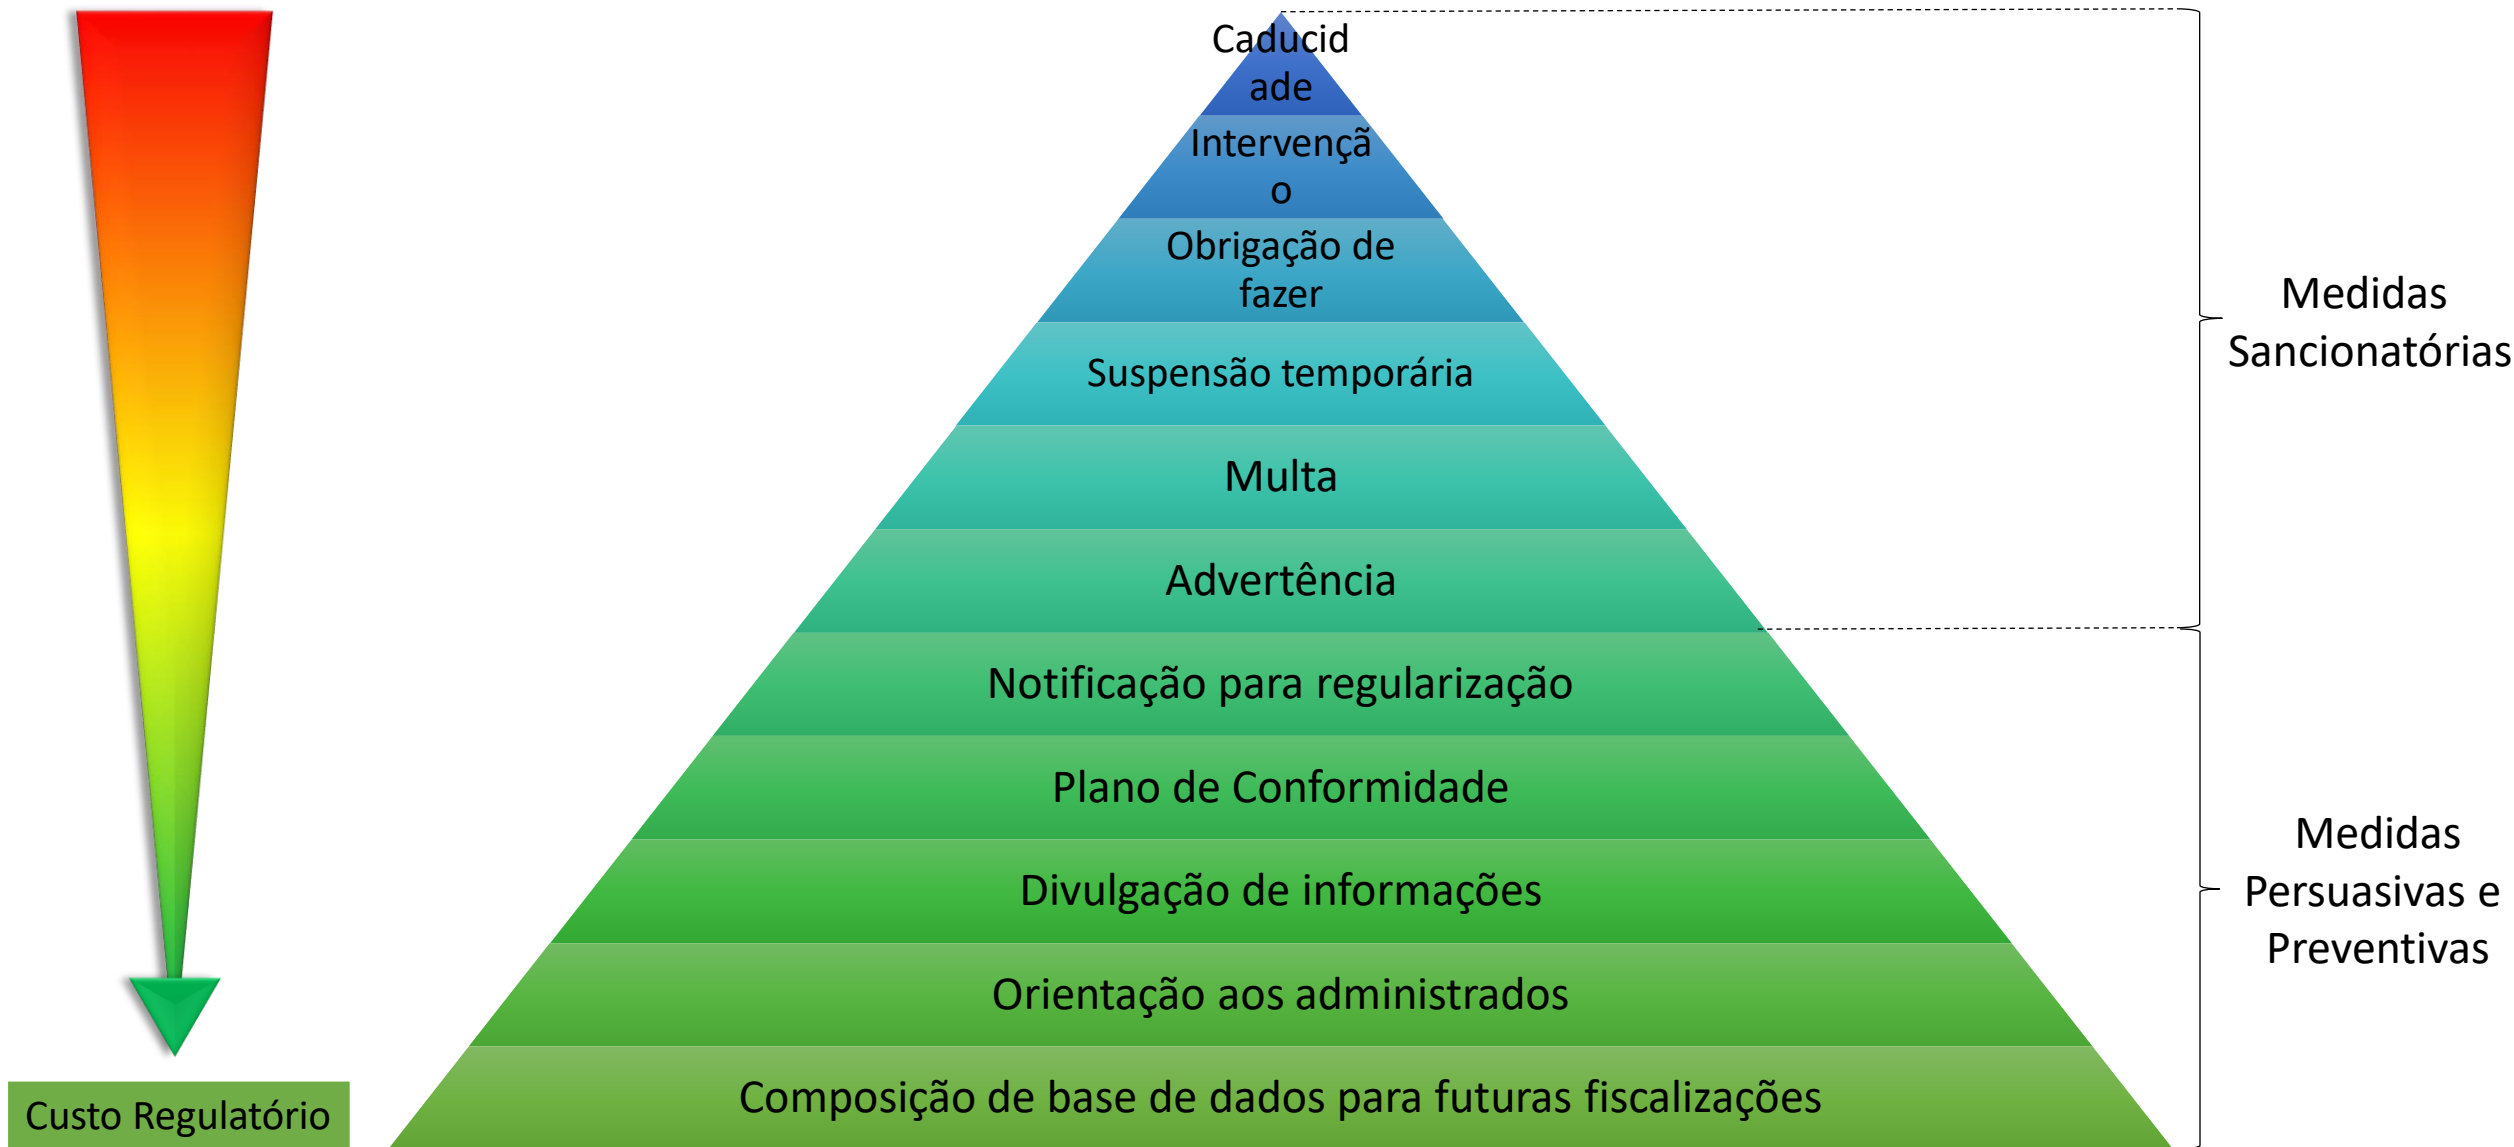 Caducid
ade
Intervençã
o
Obrigação de
fazer
Suspensão temporária
Multa
Advertência
Notificação para regularização
Plano de Conformidade
Divulgação de informações
Orientação aos administrados
Composição de base de dados para futuras fiscalizações
Medidas
Sancionatórias
Medidas
Persuasivas e
Preventivas
Custo Regulatório